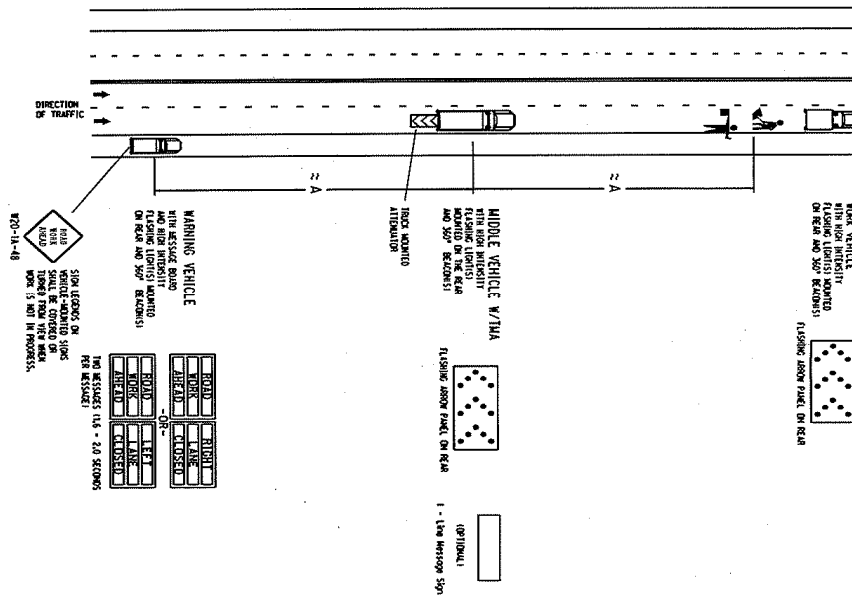 DIRECTION
OF TRAFFIC
≈ A
≈ A
ROAD
WORK
AHEAD
W20-1A-48
SIGN LEGENDS ON
VEHICLE-MOUNTED SIGNS
SHALL BE COVERED OR
TURNED FROM VIEW WHEN
WORK IS NOT IN PROGRESS.
WARNING VEHICLE
WITH MESSAGE BOARD
AND HIGH INTENSITY
FLASHING LIGHT(S) MOUNTED
ON REAR AND 360° BEACON(S)
ROAD
WORK
AHEAD
RIGHT
LANE
CLOSED
-OR-
ROAD
WORK
AHEAD
LEFT
LANE
CLOSED
TWO MESSAGES (1.6 - 2.0 SECONDS
PER MESSAGE)
TRUCK MOUNTED
ATTENUATOR
MIDDLE VEHICLE W/TMA
WITH HIGH INTENSITY
FLASHING LIGHT(S)
MOUNTED ON THE REAR
AND 360° BEACON(S)
FLASHING ARROW PANEL ON REAR
(OPTIONAL)
1 - Line Message Sign
WORK VEHICLE
WITH HIGH INTENSITY
FLASHING LIGHT(S) MOUNTED
ON REAR AND 360° BEACON(S)
FLASHING ARROW PANEL ON REAR